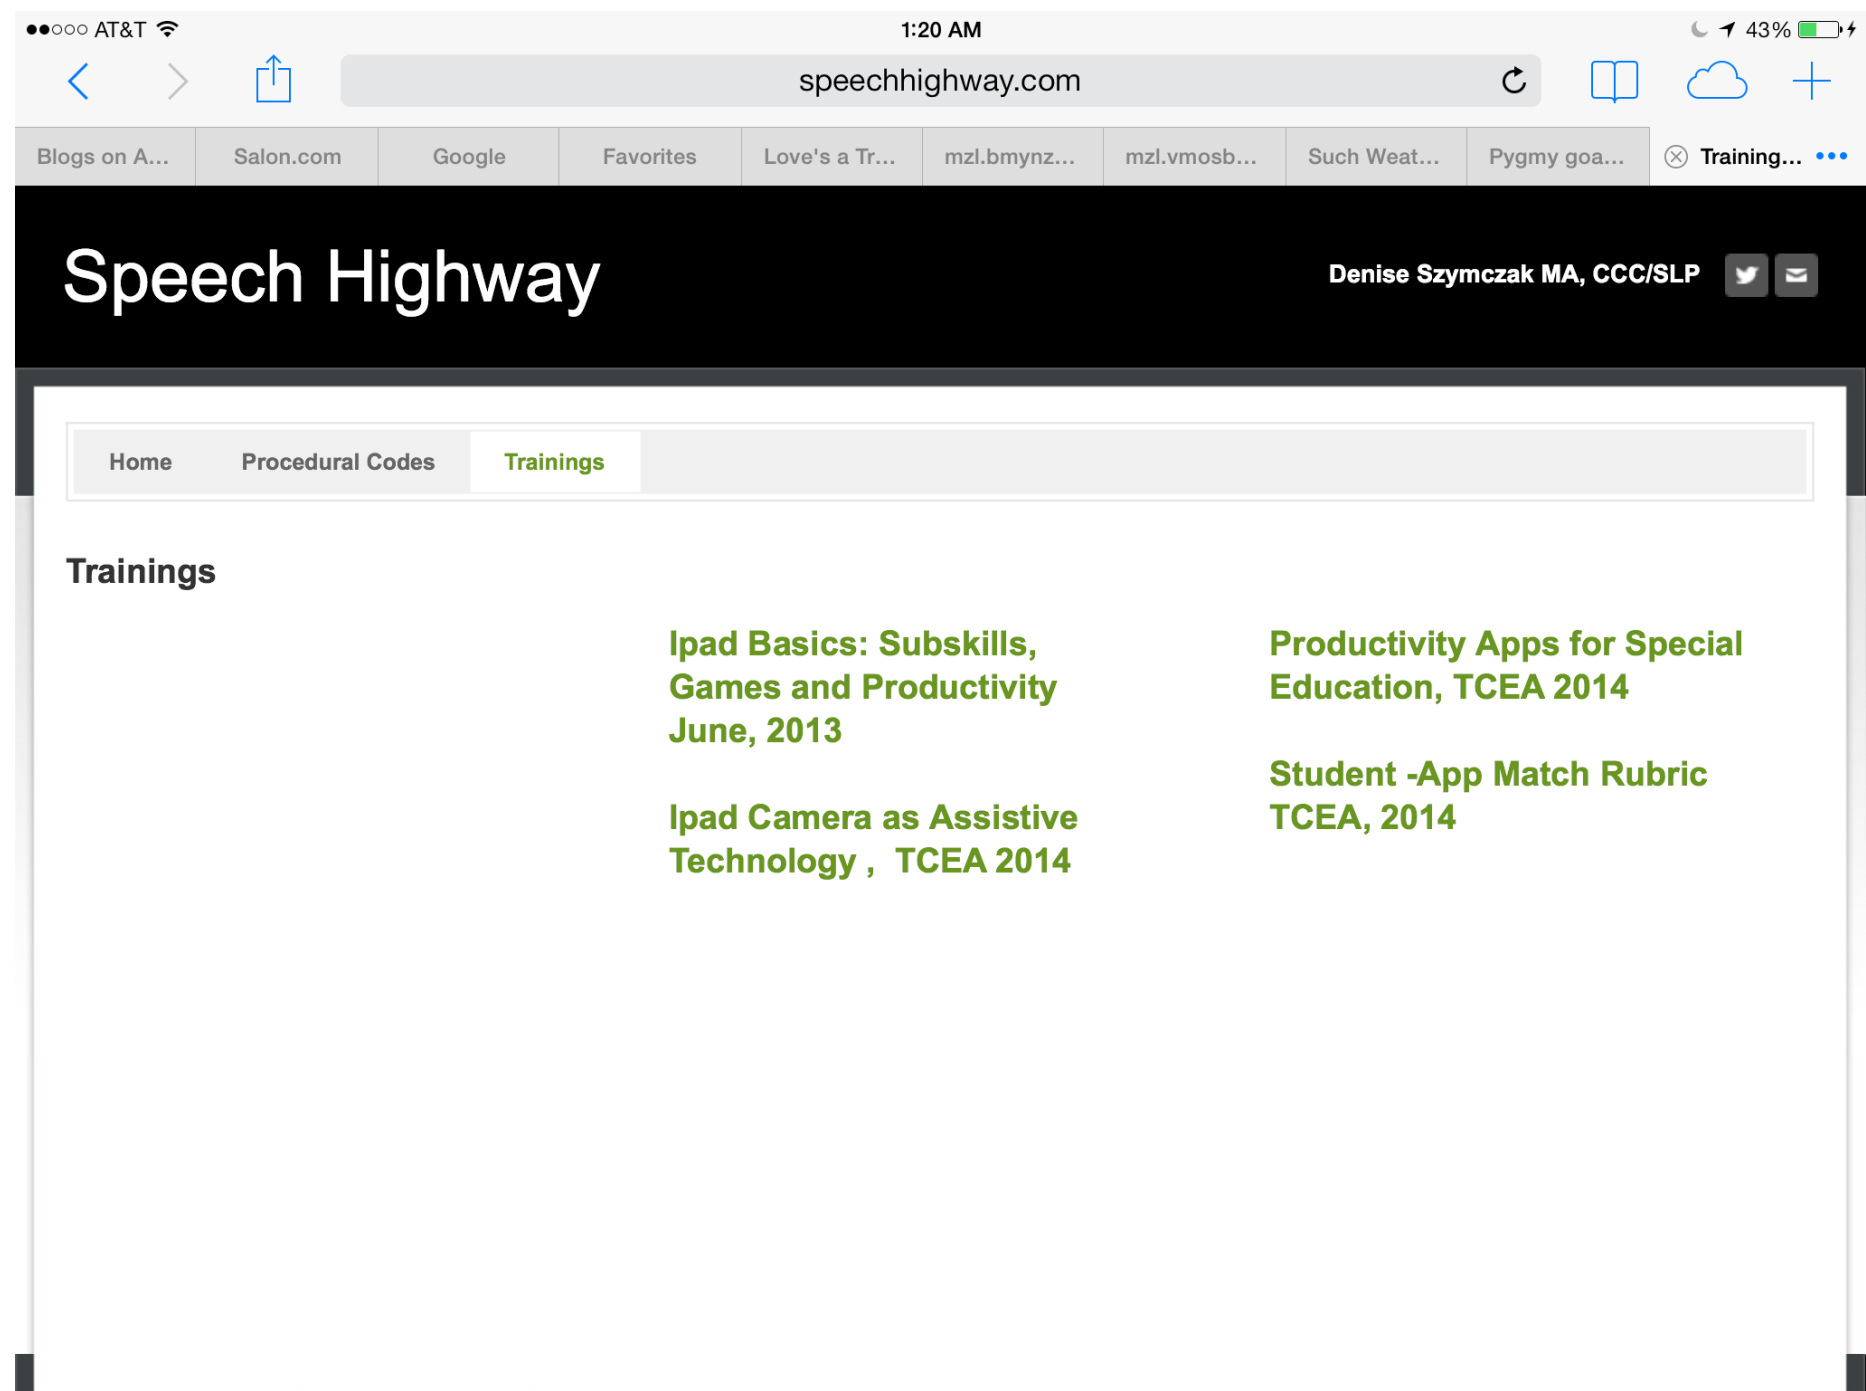 AT&T
1:20 AM
43%
speechhighway.com
Blogs on A...
Salon.com
Google
Favorites
Love's a Tr...
mzl.bmynz...
mzl.vmosb...
Such Weat...
Pygmy goa...
Training...
Speech Highway
Denise Szymczak MA, CCC/SLP
Home
Procedural Codes
Trainings
Trainings
Ipad Basics: Subskills,
Games and Productivity
June, 2013
Ipad Camera as Assistive
Technology , TCEA 2014
Productivity Apps for Special
Education, TCEA 2014
Student -App Match Rubric
TCEA, 2014